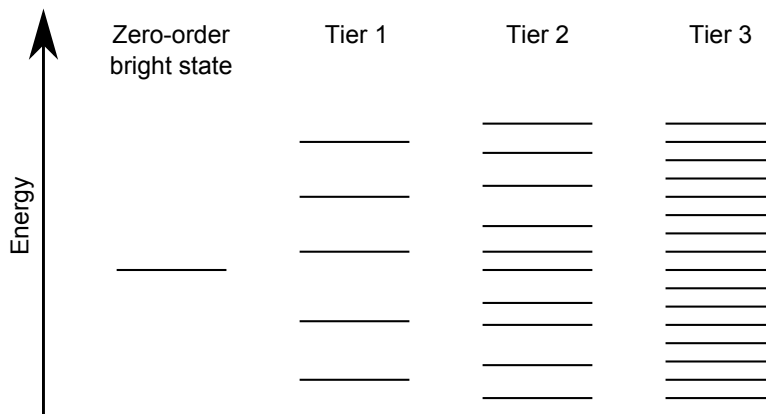 Zero-order
bright state
Tier 1
Tier 2
Tier 3
Energy